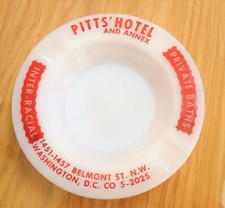 PITTS' HOTEL
AND ANNEX
INTER-RACIAL
PRIVATE BATHS
1451-1457 BELMONT ST. N.W.
WASHINGTON, D.C. CO 5-2025